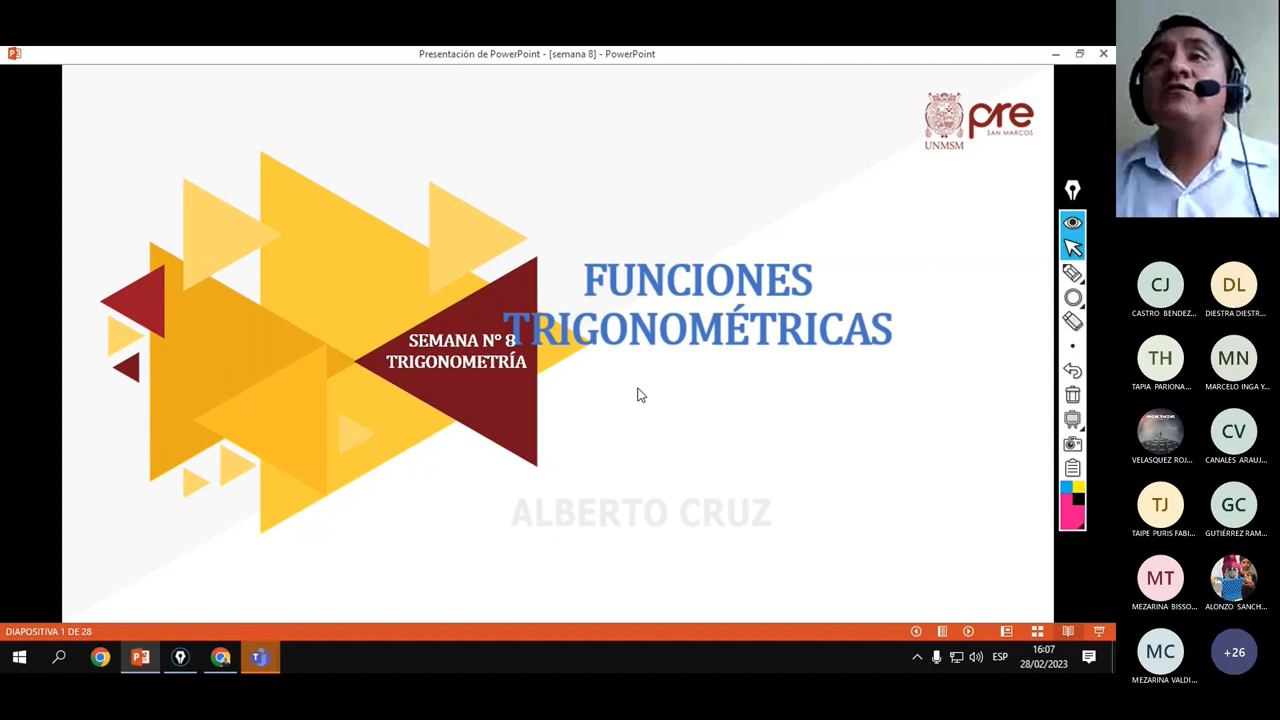 Presentación de PowerPoint - [semana 8] - PowerPoint
UNMSM
pre
SAN MARCOS
FUNCIONES
TRIGONOMÉTRICAS
SEMANA Nº 8
TRIGONOMETRÍA
ALBERTO CRUZ
DIAPOSITIVA 1 DE 28
ESP
16:07
28/02/2023
CJ
CASTRO BENDEZ...
DL
DIESTRA DIESTR...
TH
TAPIA PARIONA...
MN
MARCELO INGA Y...
VELASQUEZ ROJ...
CV
CANALES ARAUJ...
TJ
TAIPE PURIS FABI...
GC
GUTIÉRREZ RAM...
MT
MEZARINA BISSO...
ALONZO SANCH...
MC
MEZARINA VALDI...
+26